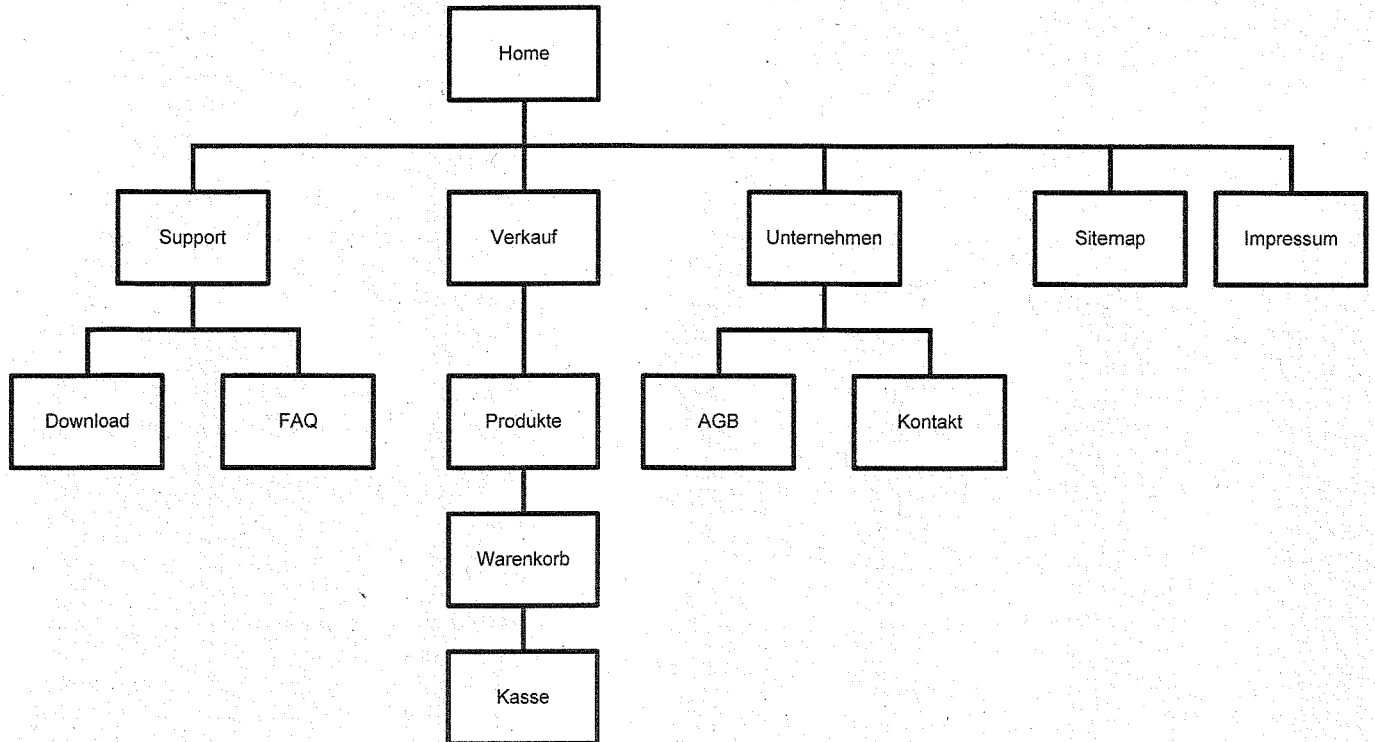 Home
Support
Verkauf
Unternehmen
Sitemap
Impressum
Download
FAQ
Produkte
AGB
Kontakt
Warenkorb
Kasse